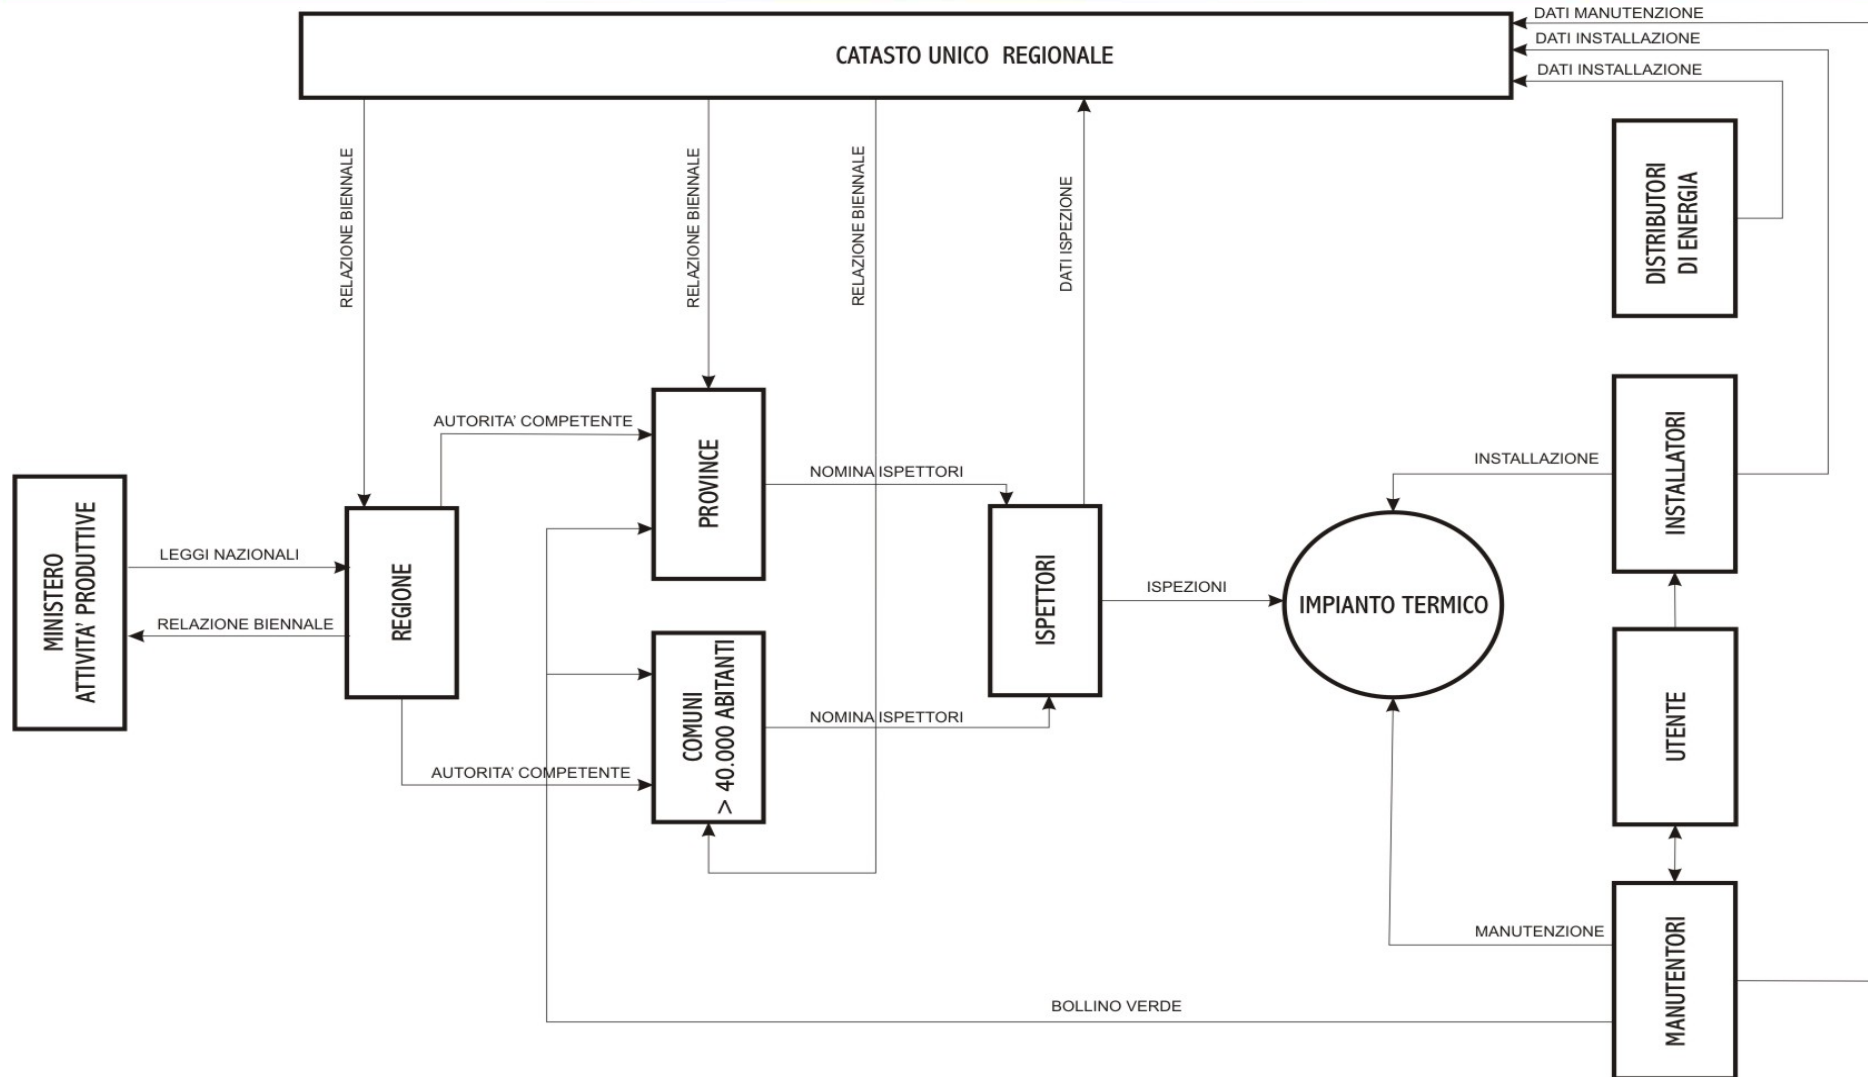 DATI MANUTENZIONE
CATASTO UNICO REGIONALE
DATI INSTALLAZIONE
DATI INSTALLAZIONE
RELAZIONE BIENNALE
RELAZIONE BIENNALE
RELAZIONE BIENNALE
DATI ISPEZIONE
DISTRIBUTORI
DI ENERGIA
AUTORITA' COMPETENTE
PROVINCE
NOMINA ISPETTORI
INSTALLAZIONE
INSTALLATORI
MINISTERO
ATTIVITA' PRODUTTIVE
LEGGI NAZIONALI
RELAZIONE BIENNALE
REGIONE
ISPETTORI
ISPEZIONI
IMPIANTO TERMICO
COMUNI
> 40.000 ABITANTI
NOMINA ISPETTORI
UTENTE
AUTORITA' COMPETENTE
MANUTENZIONE
MANUTENTORI
BOLLINO VERDE